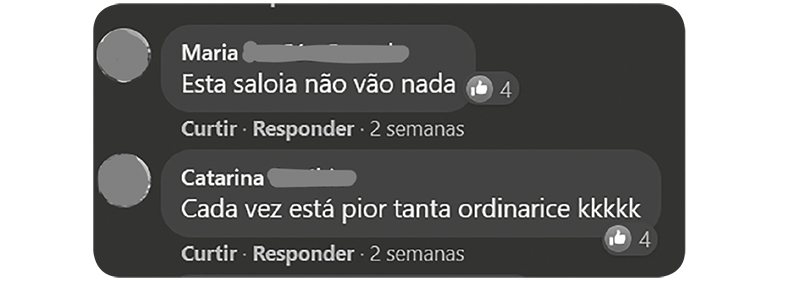 Maria
Esta saloia não vão nada
4
Curtir · Responder · 2 semanas
Catarina
Cada vez está pior tanta ordinarice kkkkk
4
Curtir · Responder · 2 semanas